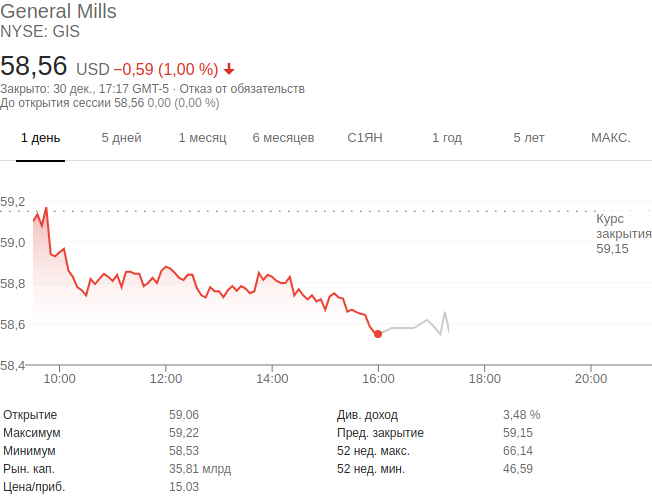 General Mills
NYSE: GIS
58,56 USD −0,59 (1,00 %)
Закрыто: 30 дек., 17:17 GMT-5 · Отказ от обязательств
До открытия сессии 58,56 0,00 (0,00 %)
1 день 5 дней 1 месяц 6 месяцев С1ЯН 1 год 5 лет МАКС.
59,2
59,0
58,8
58,6
58,4
Курс
закрытия
59,15
10:00 12:00 14:00 16:00 18:00 20:00
Открытие 59,06 Див. доход 3,48 %
Максимум 59,22 Пред. закрытие 59,15
Минимум 58,53 52 нед. макс. 66,14
Рын. кап. 35,81 млрд 52 нед. мин. 46,59
Цена/приб. 15,03